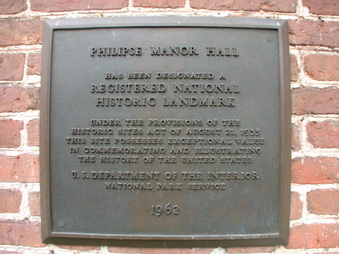 PHILIPSE MANOR HALL
HAS BEEN DESIGNATED A
REGISTERED NATIONAL
HISTORIC LANDMARK
UNDER THE PROVISIONS OF THE
HISTORIC SITES ACT OF AUGUST 21, 1935
THIS SITE POSSESSES EXCEPTIONAL VALUE
IN COMMEMORATING AND ILLUSTRATING
THE HISTORY OF THE UNITED STATES
U. S. DEPARTMENT OF THE INTERIOR
NATIONAL PARK SERVICE
1962